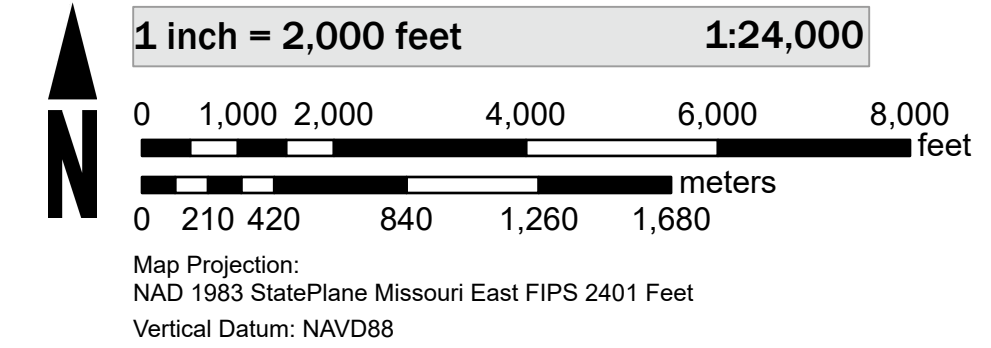 1 inch = 2,000 feet 1:24,000
0 1,000 2,000 4,000 6,000 8,000
feet
N
meters
0 210 420 840 1,260 1,680
Map Projection:
NAD 1983 StatePlane Missouri East FIPS 2401 Feet
Vertical Datum: NAVD88